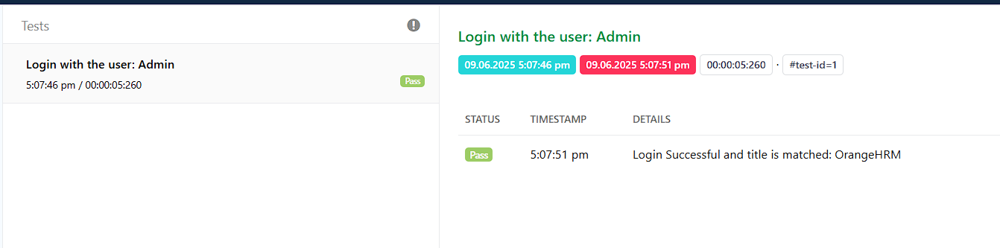 Tests
Login with the user: Admin
5:07:46 pm / 00:00:05:260
Pass
Login with the user: Admin
09.06.2025 5:07:46 pm 09.06.2025 5:07:51 pm 00:00:05:260 · #test-id=1
STATUS TIMESTAMP DETAILS
Pass 5:07:51 pm Login Successful and title is matched: OrangeHRM